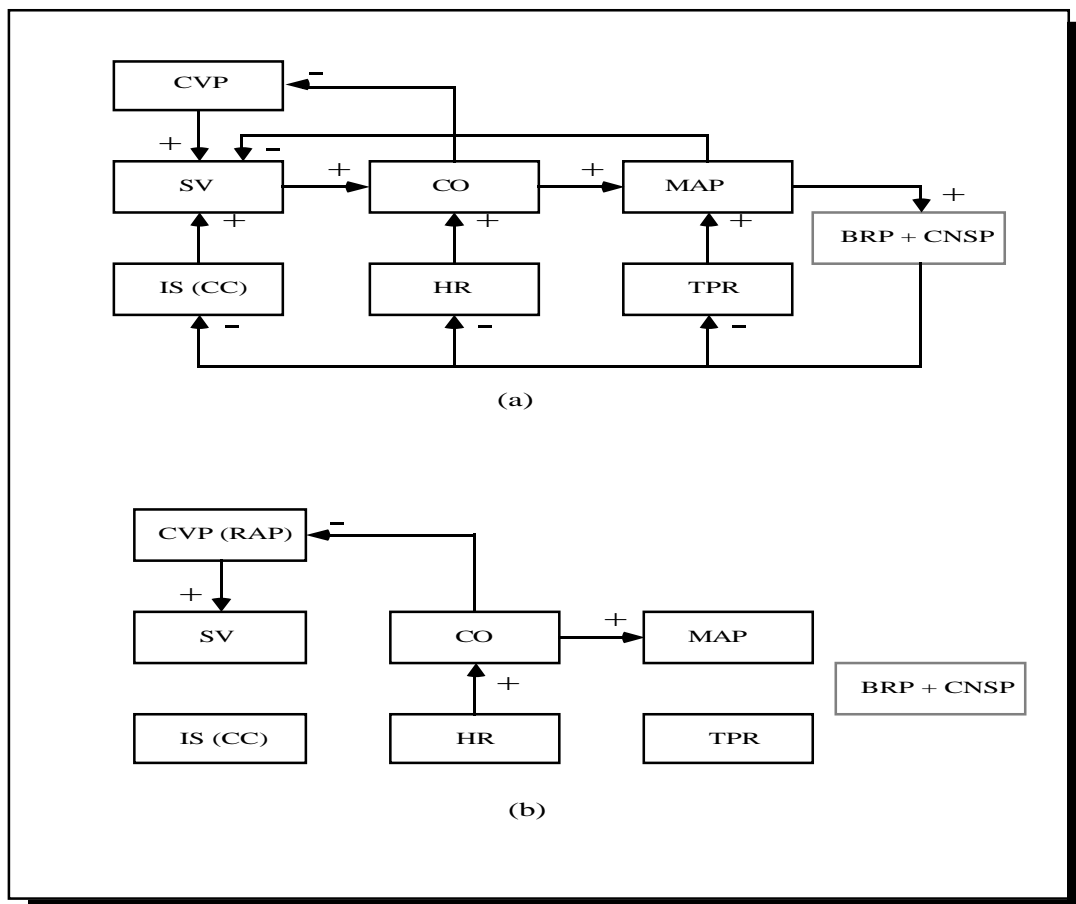 CVP
-
+
-
SV
+
CO
+
MAP
+
BRP + CNSP
+
+
+
IS (CC)
HR
TPR
-
-
-
(a)
CVP (RAP)
-
+
SV
CO
+
MAP
+
BRP + CNSP
IS (CC)
HR
TPR
(b)